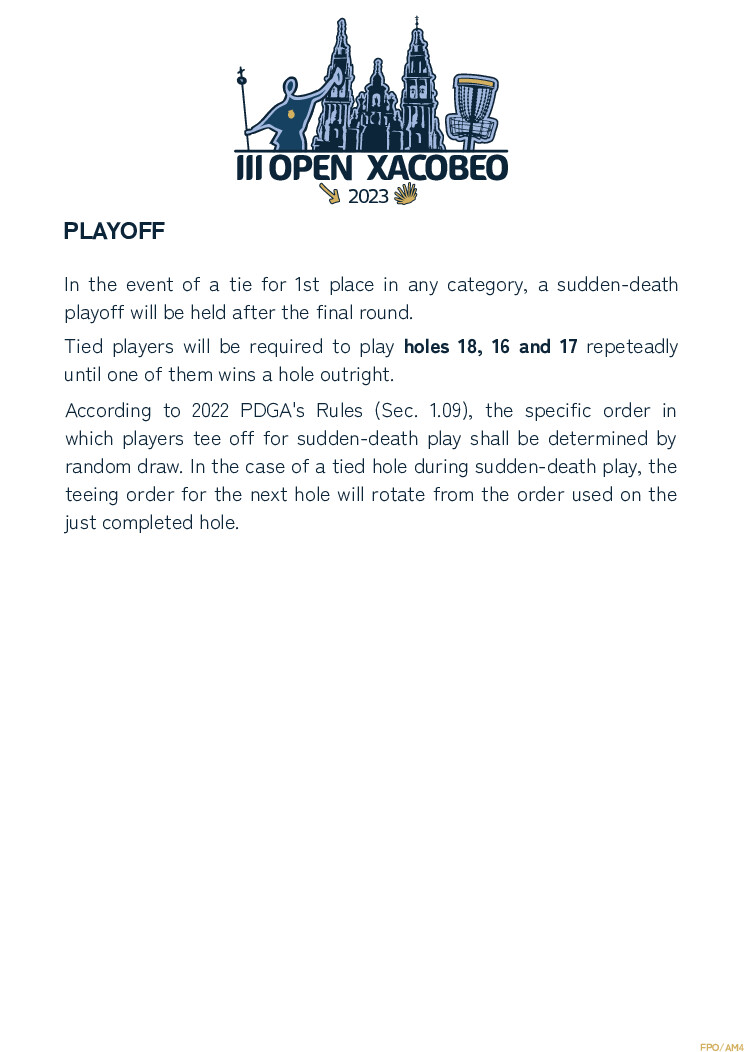 III OPEN XACOBEO
2023
PLAYOFF
In the event of a tie for 1st place in any category, a sudden-death
playoff will be held after the final round.
Tied players will be required to play holes 18, 16 and 17 repeteadly
until one of them wins a hole outright.
According to 2022 PDGA's Rules (Sec. 1.09), the specific order in
which players tee off for sudden-death play shall be determined by
random draw. In the case of a tied hole during sudden-death play, the
teeing order for the next hole will rotate from the order used on the
just completed hole.
FPO/AM4